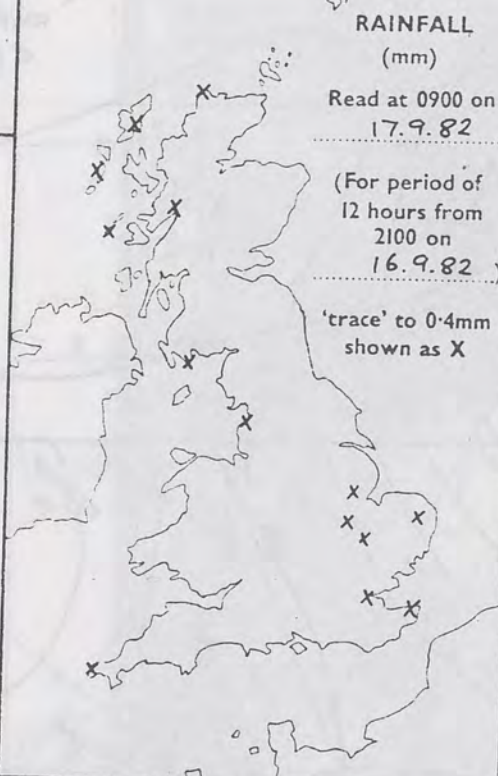 RAINFALL
(mm)
Read at 0900 on
17.9.82
(For period of
12 hours from
2100 on
16.9.82 )
'trace' to 0·4mm
shown as X
X
X
X
X
X
X
X
X
X
X
X
X
X
X